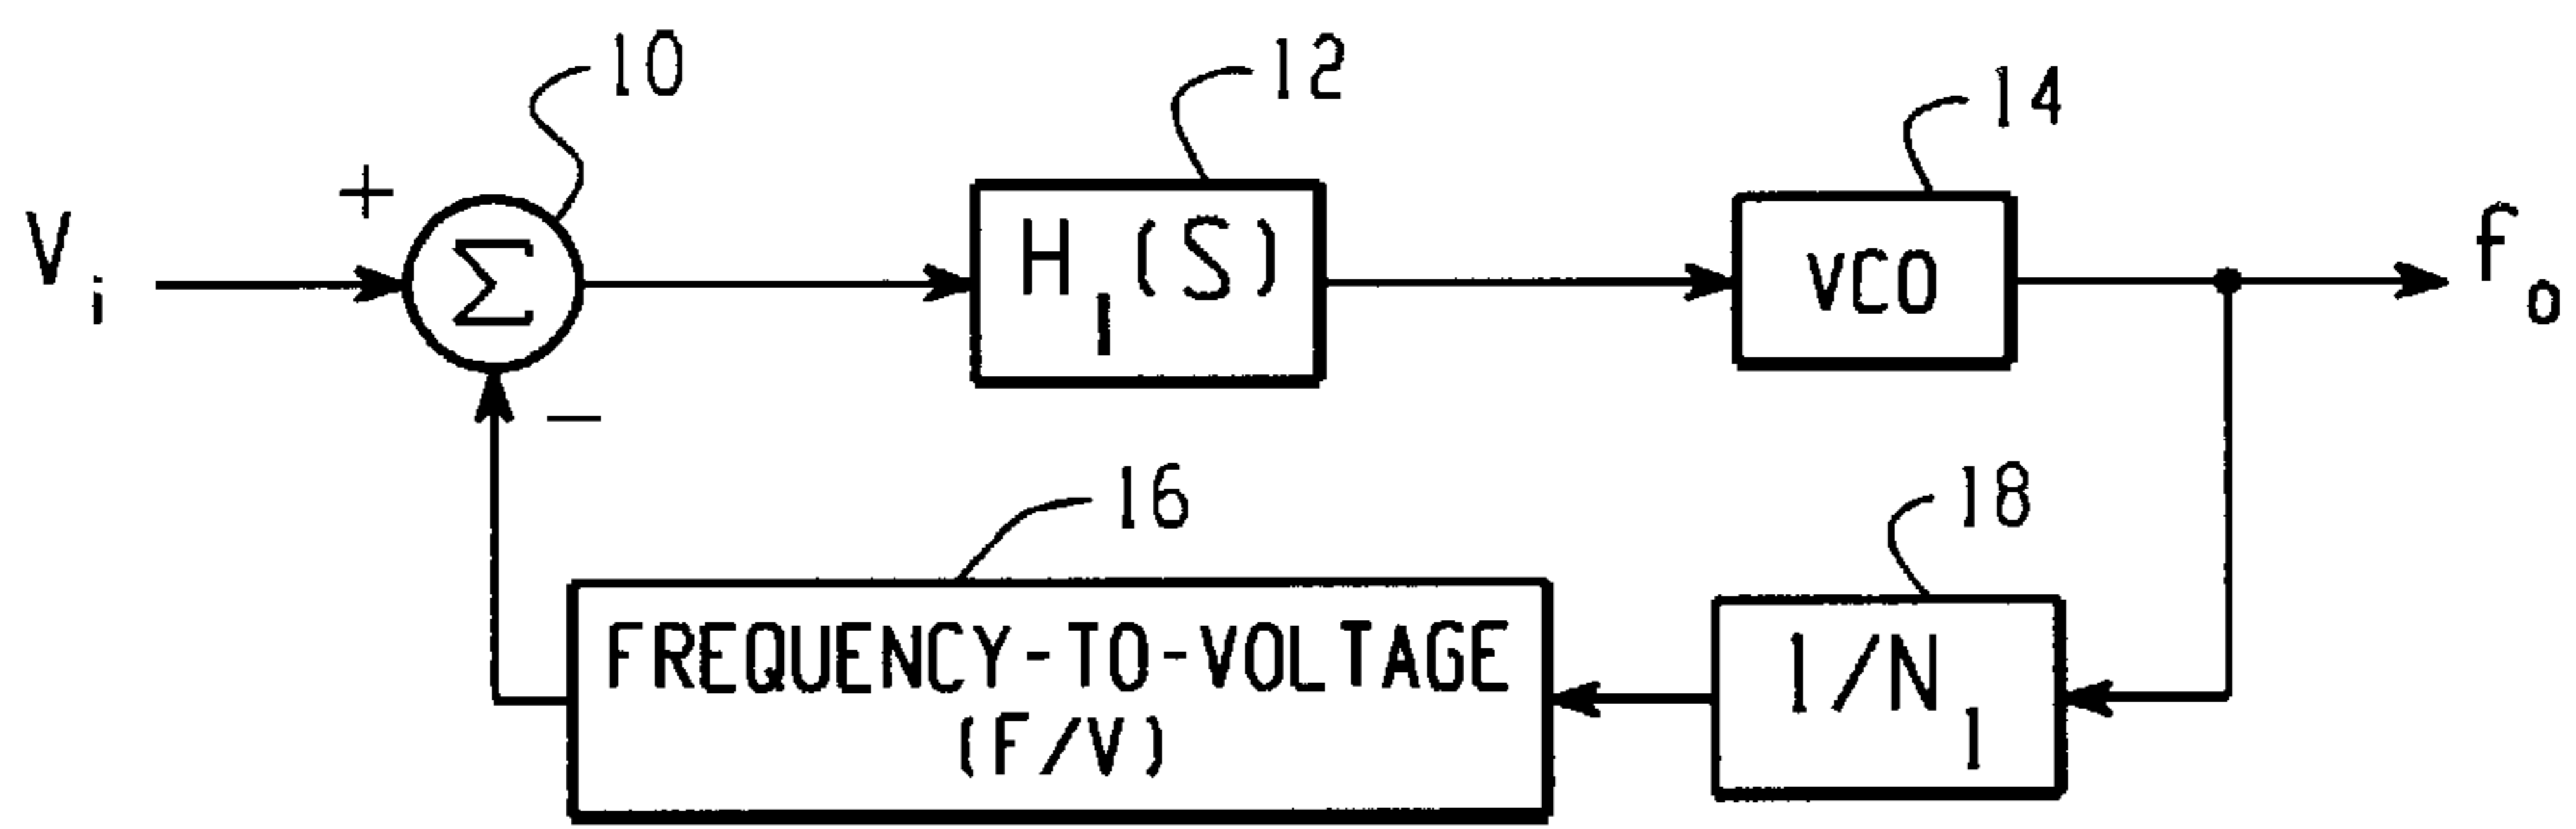 10
12
14
+
V i
Σ
H 1 (S)
VCO
f o
−
16
18
FREQUENCY-TO-VOLTAGE
(F/V)
1/N 1